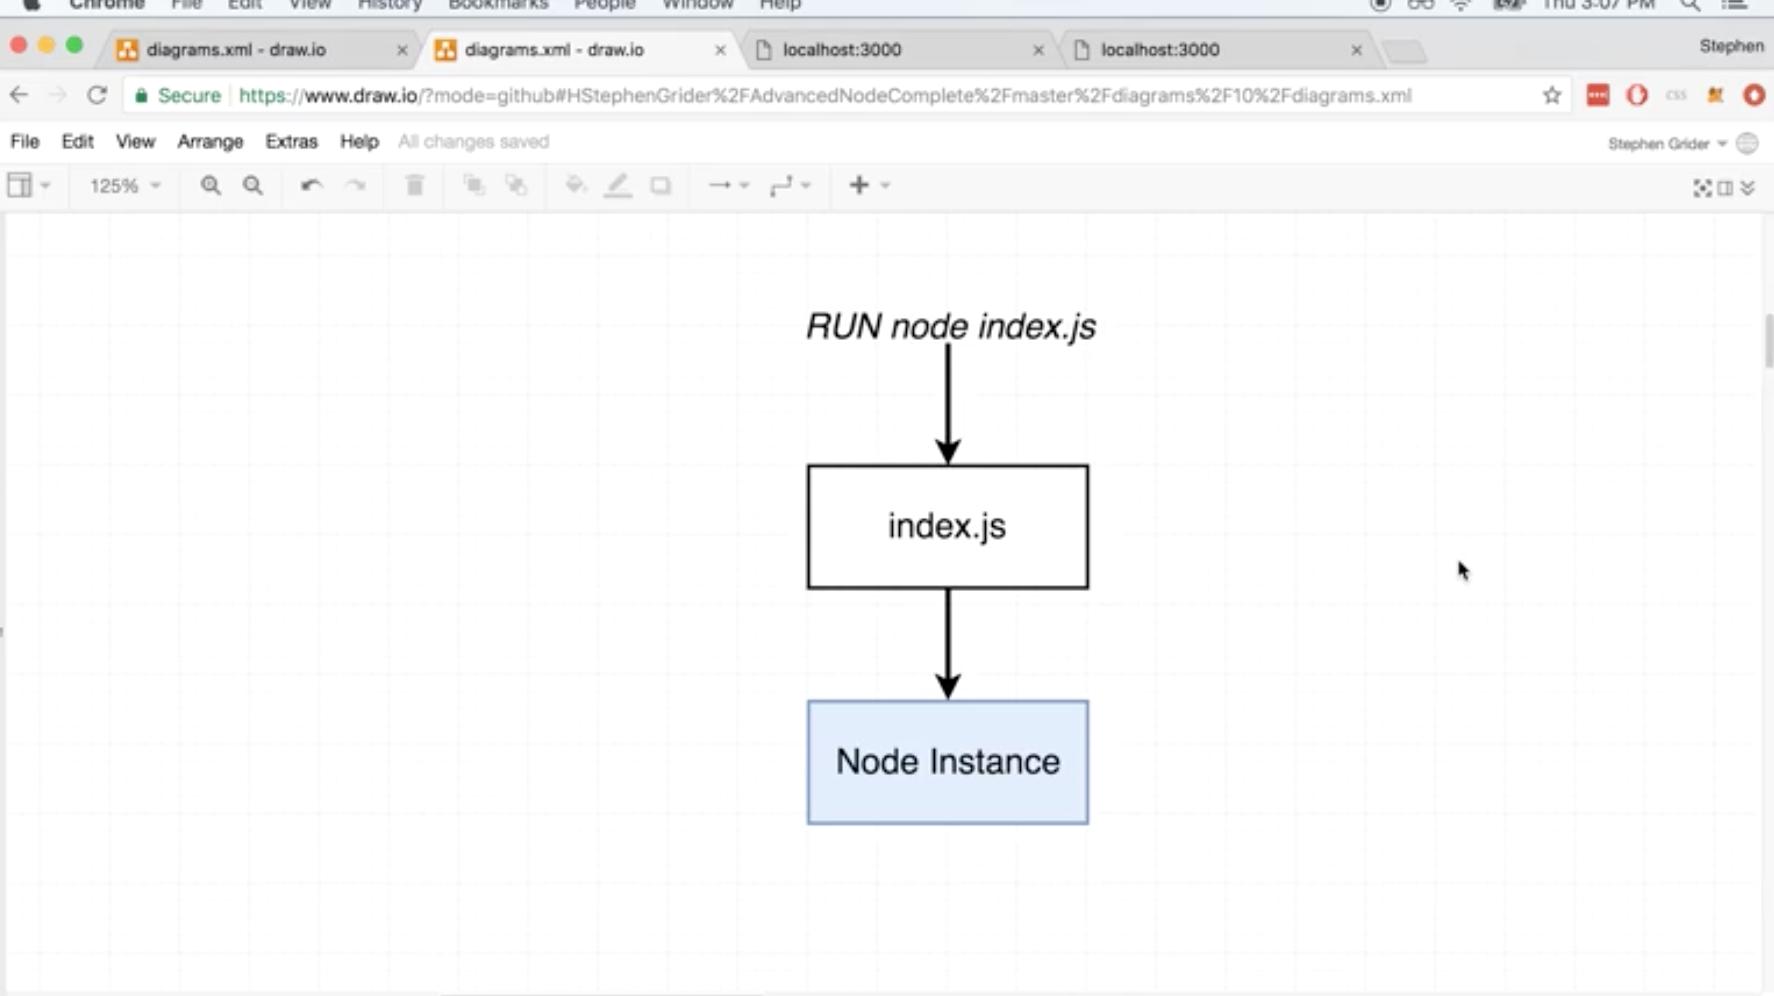 Chrome File Edit View History Bookmarks People Window Help Thu 3:07 PM
diagrams.xml - draw.io diagrams.xml - draw.io localhost:3000 localhost:3000 Stephen
Secure https://www.draw.io/?mode=github#HStephenGrider%2FAdvancedNodeComplete%2Fmaster%2Fdiagrams%2F10%2Fdiagrams.xml css
File Edit View Arrange Extras Help All changes saved Stephen Grider
125%
RUN node index.js
index.js
Node Instance